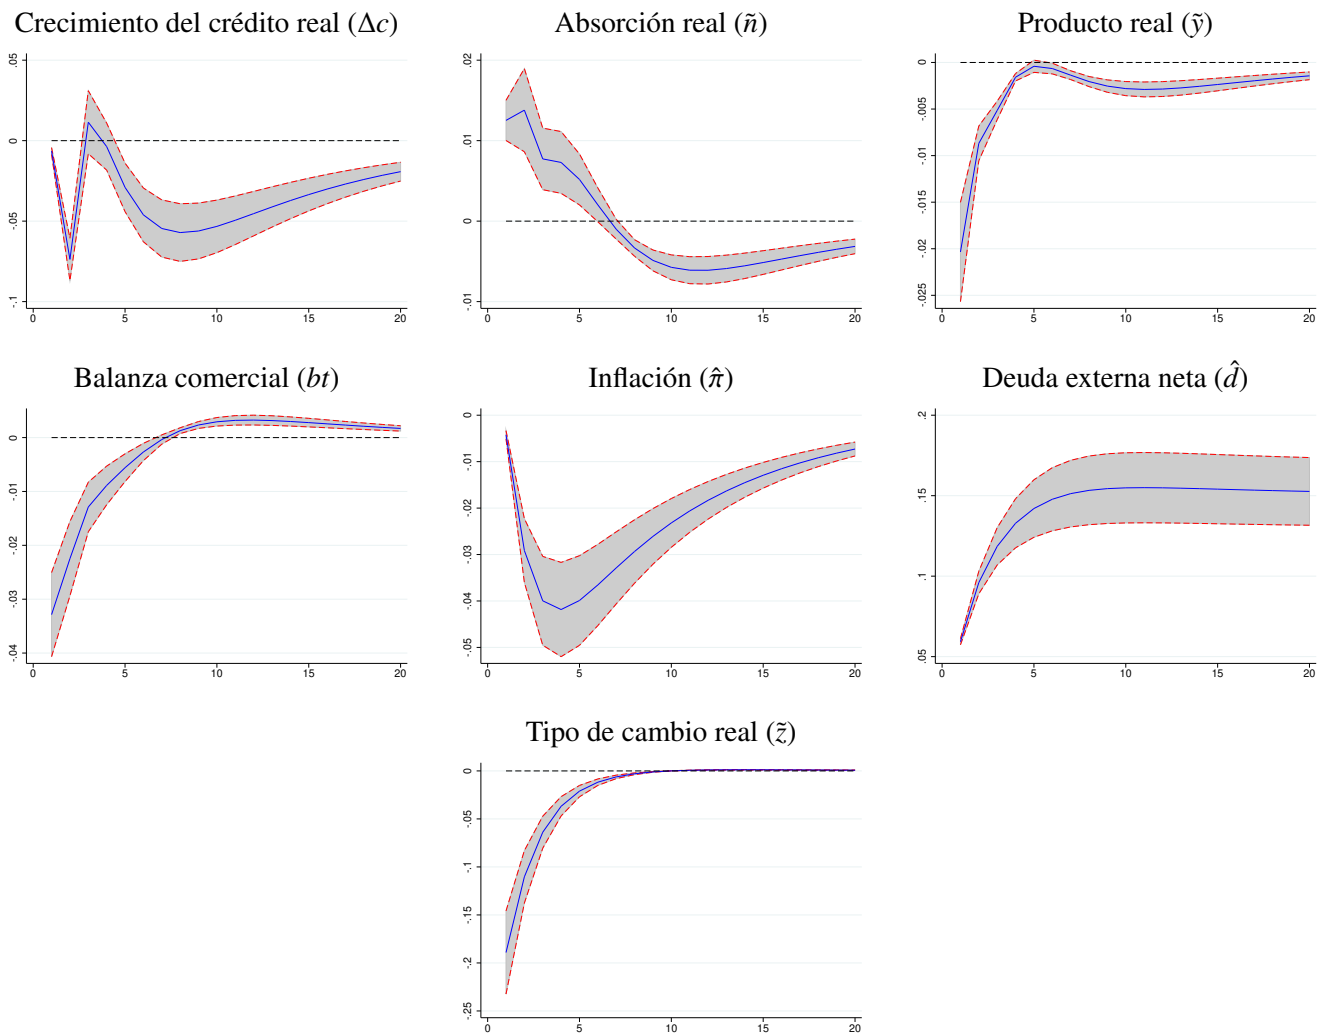 Crecimiento del crédito real (Δc)
Absorción real (ñ)
Producto real (ỹ)
.05
0
-.05
-.1
0 5 10 15 20
.02
.01
0
-.01
0 5 10 15 20
0
-.005
-.01
-.015
-.02
-.025
0 5 10 15 20
Balanza comercial (bt)
Inflación (π̂)
Deuda externa neta (d̂)
0
-.01
-.02
-.03
-.04
0 5 10 15 20
0
-.01
-.02
-.03
-.04
-.05
0 5 10 15 20
.2
.15
.1
.05
0 5 10 15 20
Tipo de cambio real (z̃)
0
-.05
-.1
-.15
-.2
-.25
0 5 10 15 20